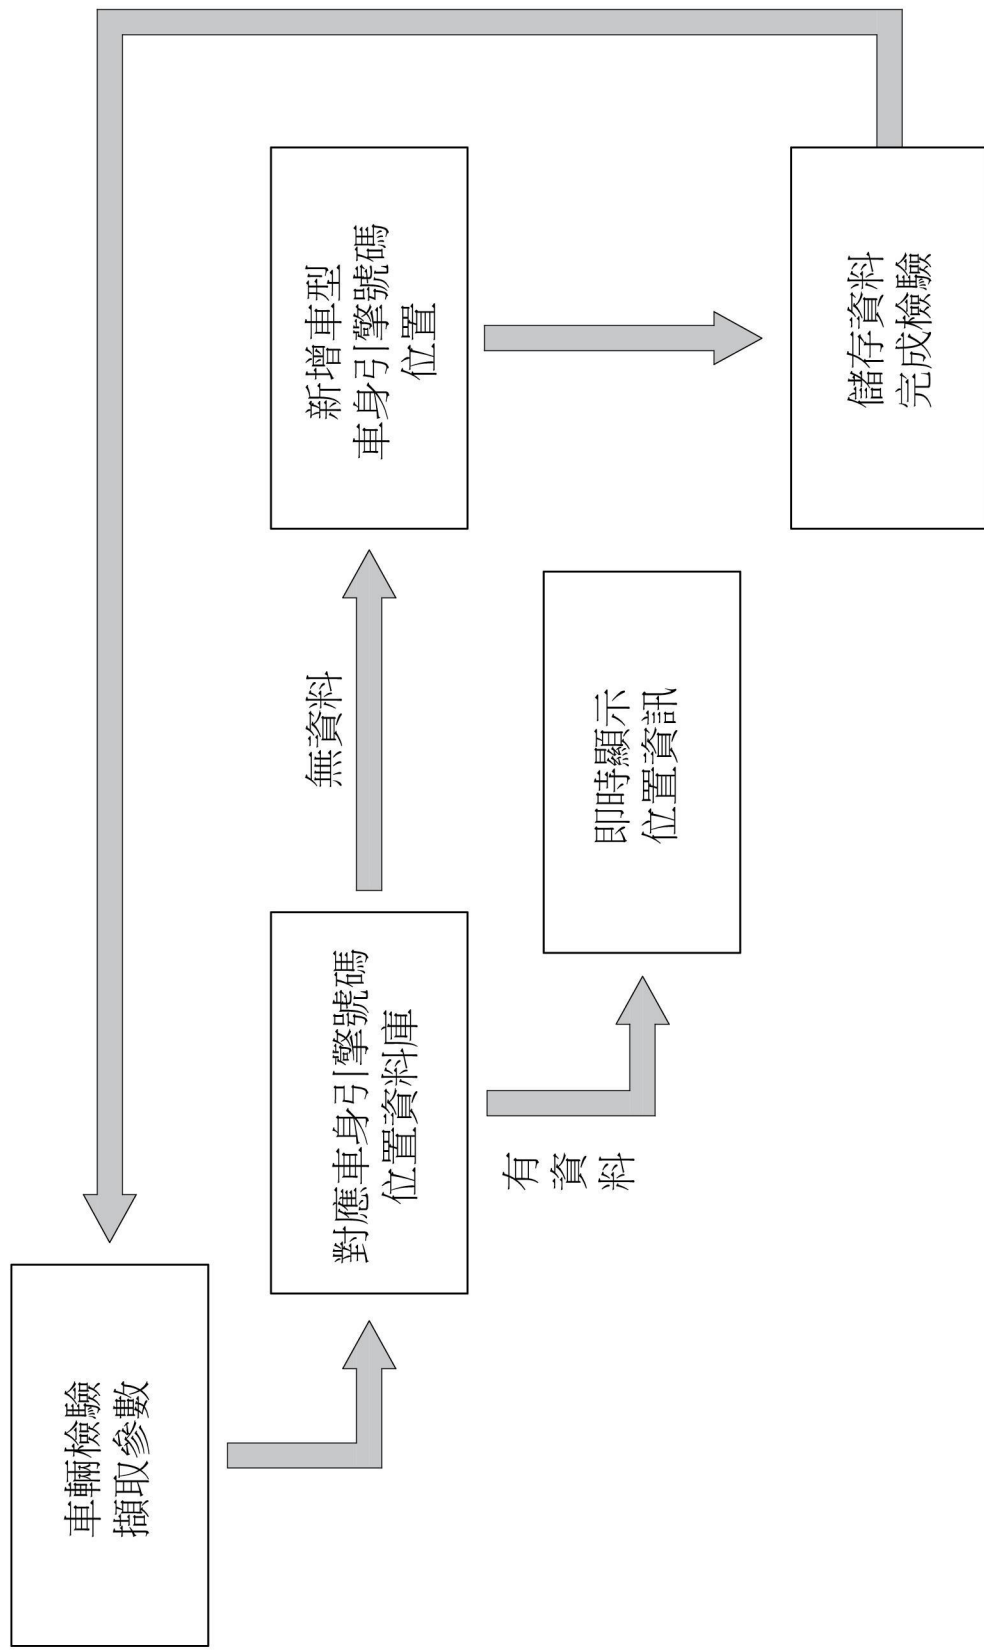 車輛檢驗
擷取參數
對應車身引擎號碼
位置資料庫
無資料
新增車型
車身引擎號碼
位置
有
資
料
即時顯示
位置資訊
儲存資料
完成檢驗